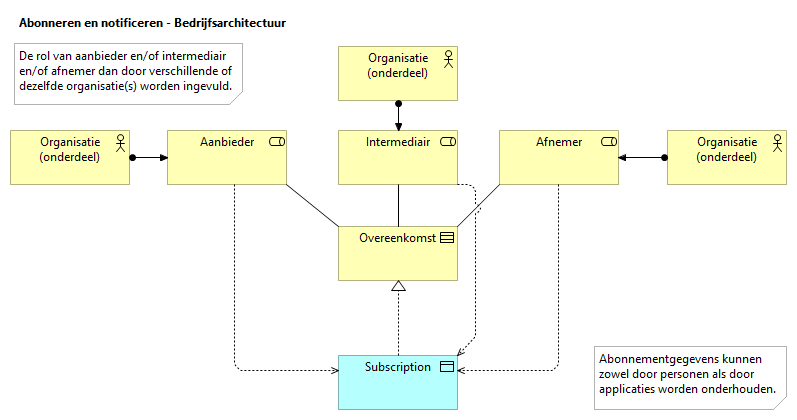 Abonneren en notificeren - Bedrijfsarchitectuur
De rol van aanbieder en/of intermediair
en/of afnemer dan door verschillende of
dezelfde organisatie(s) worden ingevuld.
Organisatie
(onderdeel)
Organisatie
(onderdeel)
Aanbieder
Intermediair
Afnemer
Organisatie
(onderdeel)
Overeenkomst
Subscription
Abonnementgegevens kunnen
zowel door personen als door
applicaties worden onderhouden.